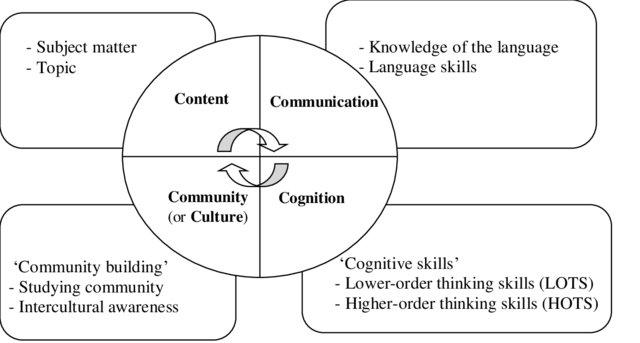 - Subject matter
- Topic
- Knowledge of the language
- Language skills
Content
Communication
Community
(or Culture)
Cognition
‘Community building’
- Studying community
- Intercultural awareness
‘Cognitive skills’
- Lower-order thinking skills (LOTS)
- Higher-order thinking skills (HOTS)